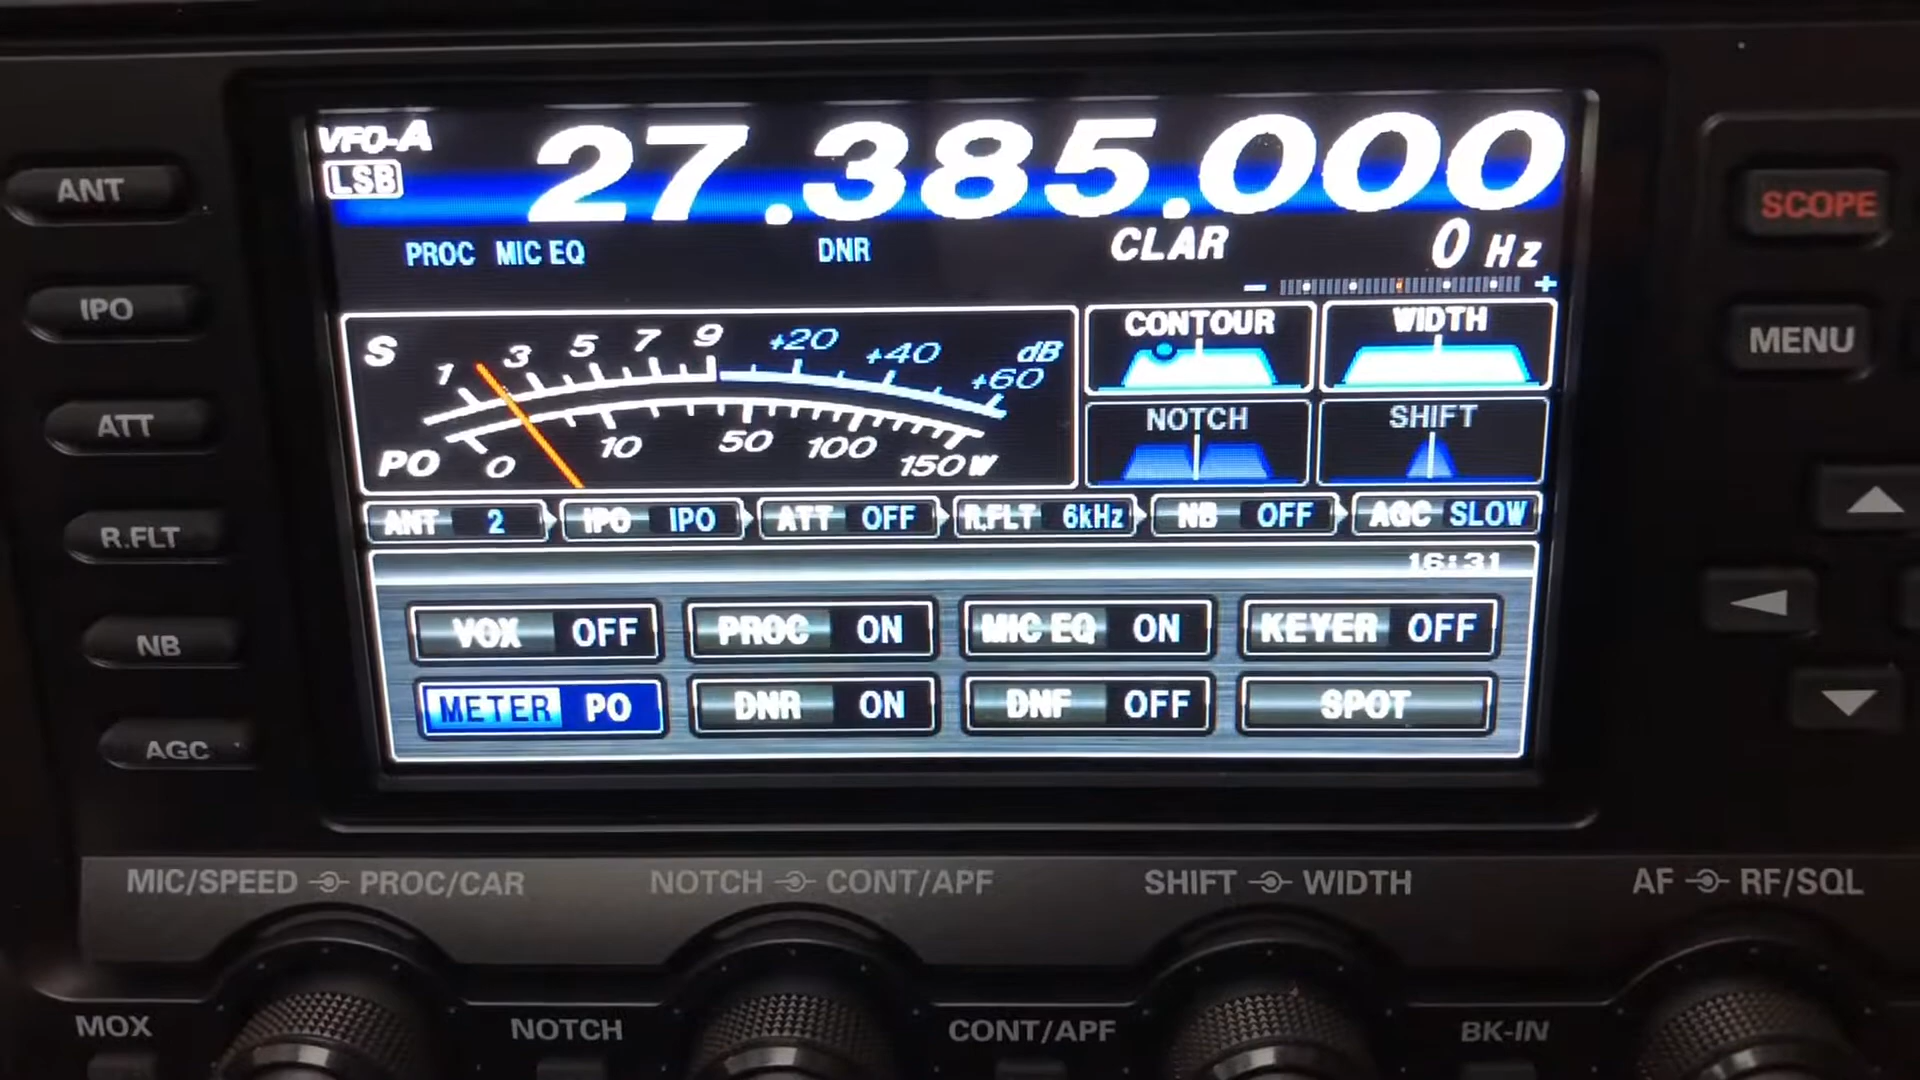 VFO-A 27.385.000
LSB
PROC MIC EQ DNR CLAR 0 Hz
- +
S 1 3 5 7 9 +20 +40 +60 dB
PO 0 10 50 100 150 W
CONTOUR WIDTH
NOTCH SHIFT
ANT 2 IPO IPO ATT OFF R.FLT 6kHz NB OFF AGC SLOW
16:31
VOX OFF PROC ON MIC EQ ON KEYER OFF
METER PO DNR ON DNF OFF SPOT
ANT
IPO
ATT
R.FLT
NB
AGC
SCOPE
MENU
MIC/SPEED PROC/CAR NOTCH CONT/APF SHIFT WIDTH AF RF/SQL
MOX NOTCH CONT/APF BK-IN